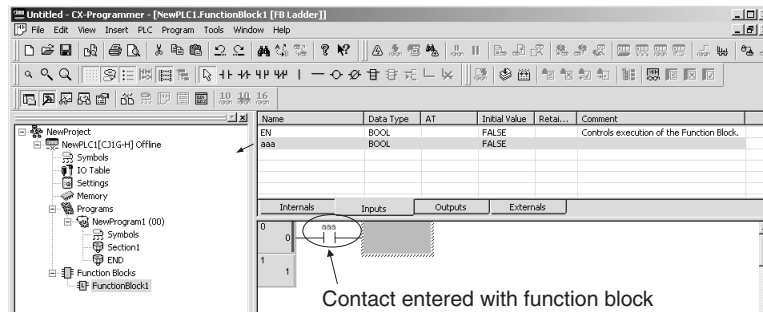 Untitled - CX-Programmer - [NewPLC1.FunctionBlock1 [FB Ladder]]
File Edit View Insert PLC Program Tools Window Help
10 10 16
Name Data Type AT Initial Value Retai... Comment
EN BOOL FALSE Controls execution of the Function Block.
aaa BOOL FALSE
NewProject
NewPLC1[CJ1G-H] Offline
Symbols
IO Table
Settings
Memory
Programs
NewProgram1 (00)
Symbols
Section1
END
Function Blocks
FunctionBlock1
Internals Inputs Outputs Externals
0
0
aaa
1
1
Contact entered with function block